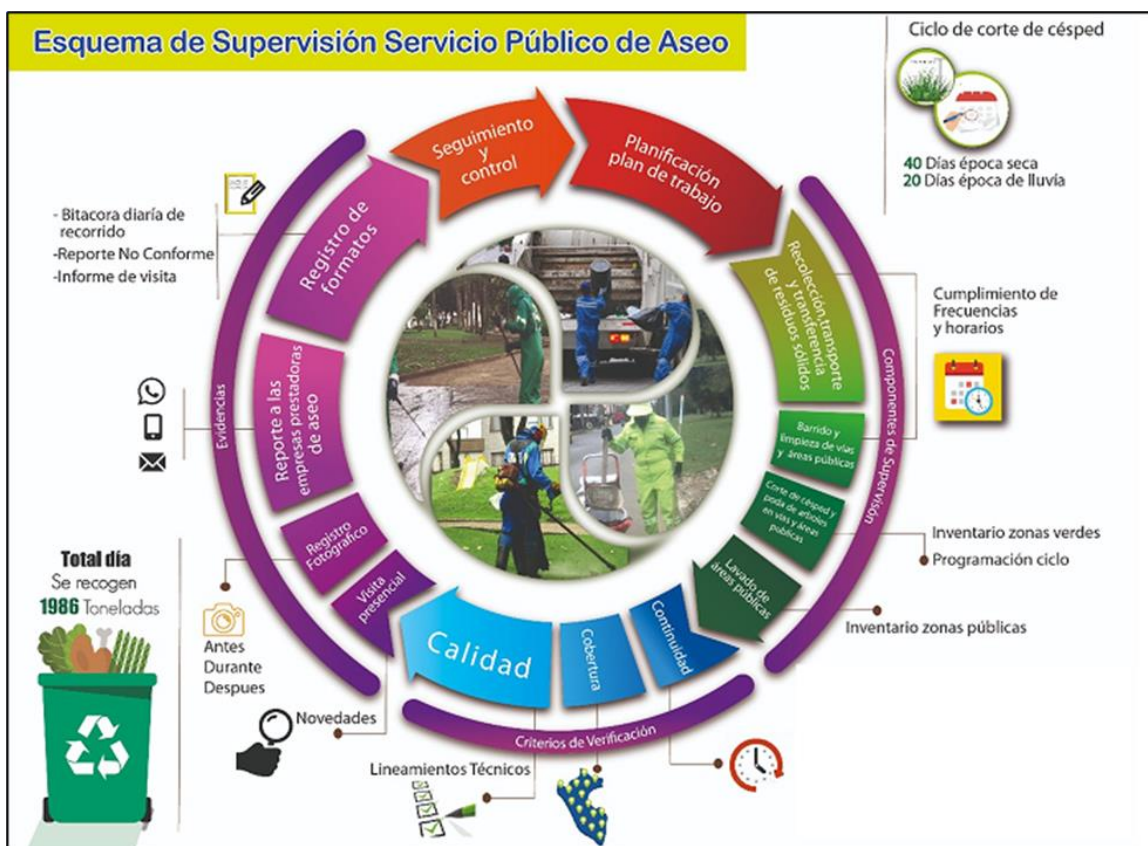 Esquema de Supervisión Servicio Público de Aseo
Ciclo de corte de césped
40 Días época seca
20 Días época de lluvía
Seguimiento
y
control
Planificación
plan de trabajo
Recolección,transporte
y transferencia
de residuos sólidos
Cumplimiento de
Frecuencias
y horarios
Barrido y
limpieza de vías
y áreas públicas
Corte de césped y
poda de arboles
en vias y áreas
públicas
Inventario zonas verdes
Programación ciclo
Lavado de
áreas públicas
Inventario zonas públicas
Componentes de Supervisón
Continuidad
Cobertura
Calidad
Criterios de Verificación
Lineamientos Técnicos
Visita
presencial
Novedades
Registro
Fotográfico
Antes
Durante
Despues
Reporte a las
empresas prestadoras
de aseo
Registro de
formatos
- Bitacora diaría de
recorrido
-Reporte No Conforme
-Informe de visita
Evidencias
Total día
Se recogen
1986 Toneladas